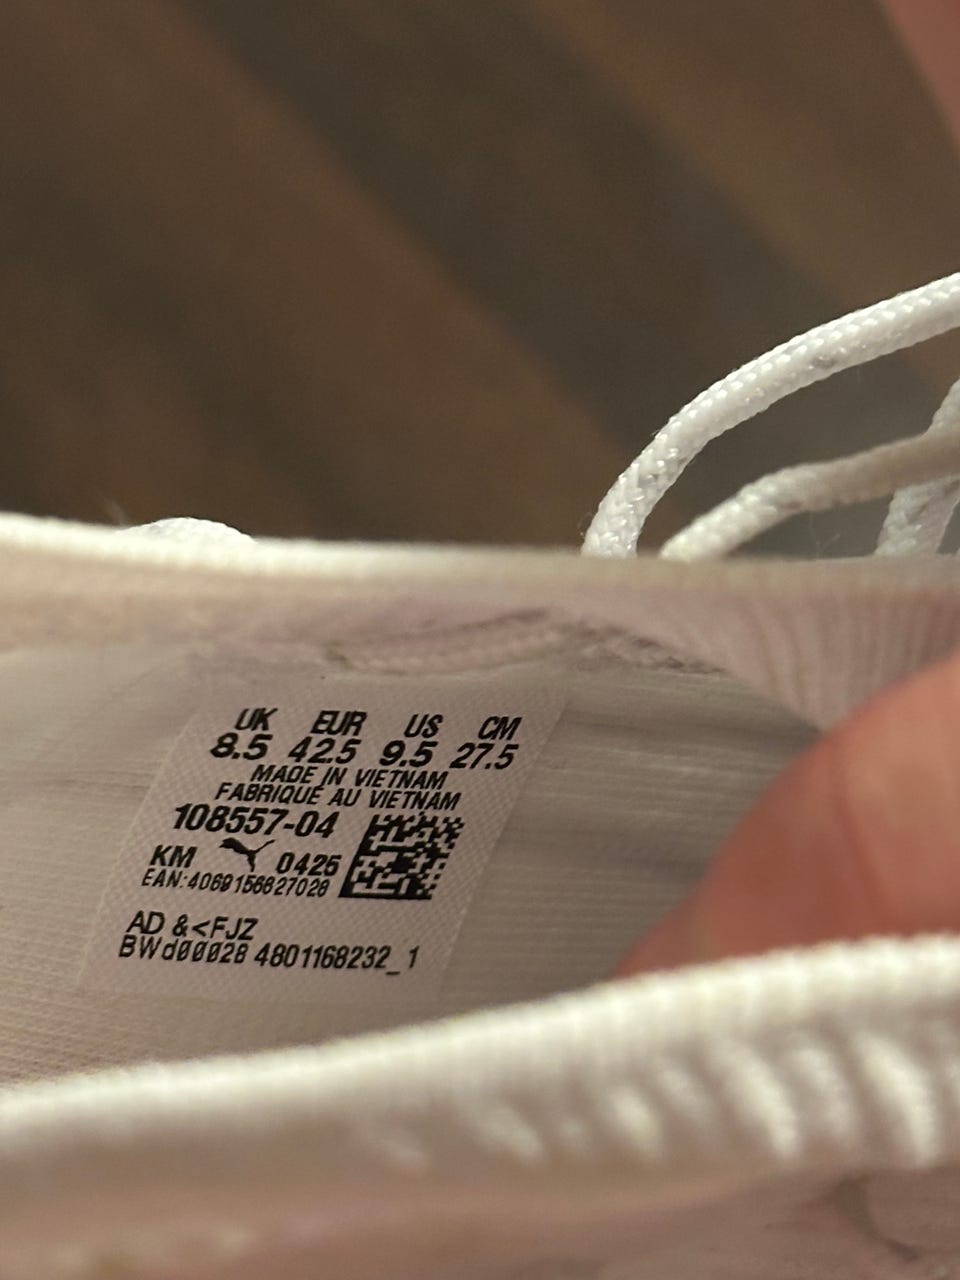 UK EUR US CM
8.5 42.5 9.5 27.5
MADE IN VIETNAM
FABRIQUE AU VIETNAM
108557-04
KM 0425
EAN:4069156827028
AD &<FJZ
BWd00028 4801168232_1